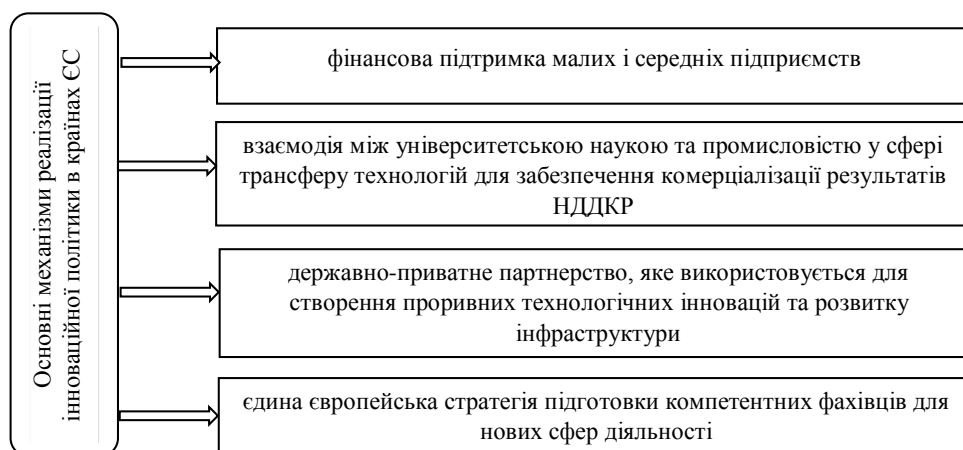 Основні механізми реалізації
інноваційної політики в країнах ЄС
фінансова підтримка малих і середніх підприємств
взаємодія між університетською наукою та промисловістю у сфері
трансферу технологій для забезпечення комерціалізації результатів
НДДКР
державно-приватне партнерство, яке використовується для
створення проривних технологічних інновацій та розвитку
інфраструктури
єдина європейська стратегія підготовки компетентних фахівців для
нових сфер діяльності